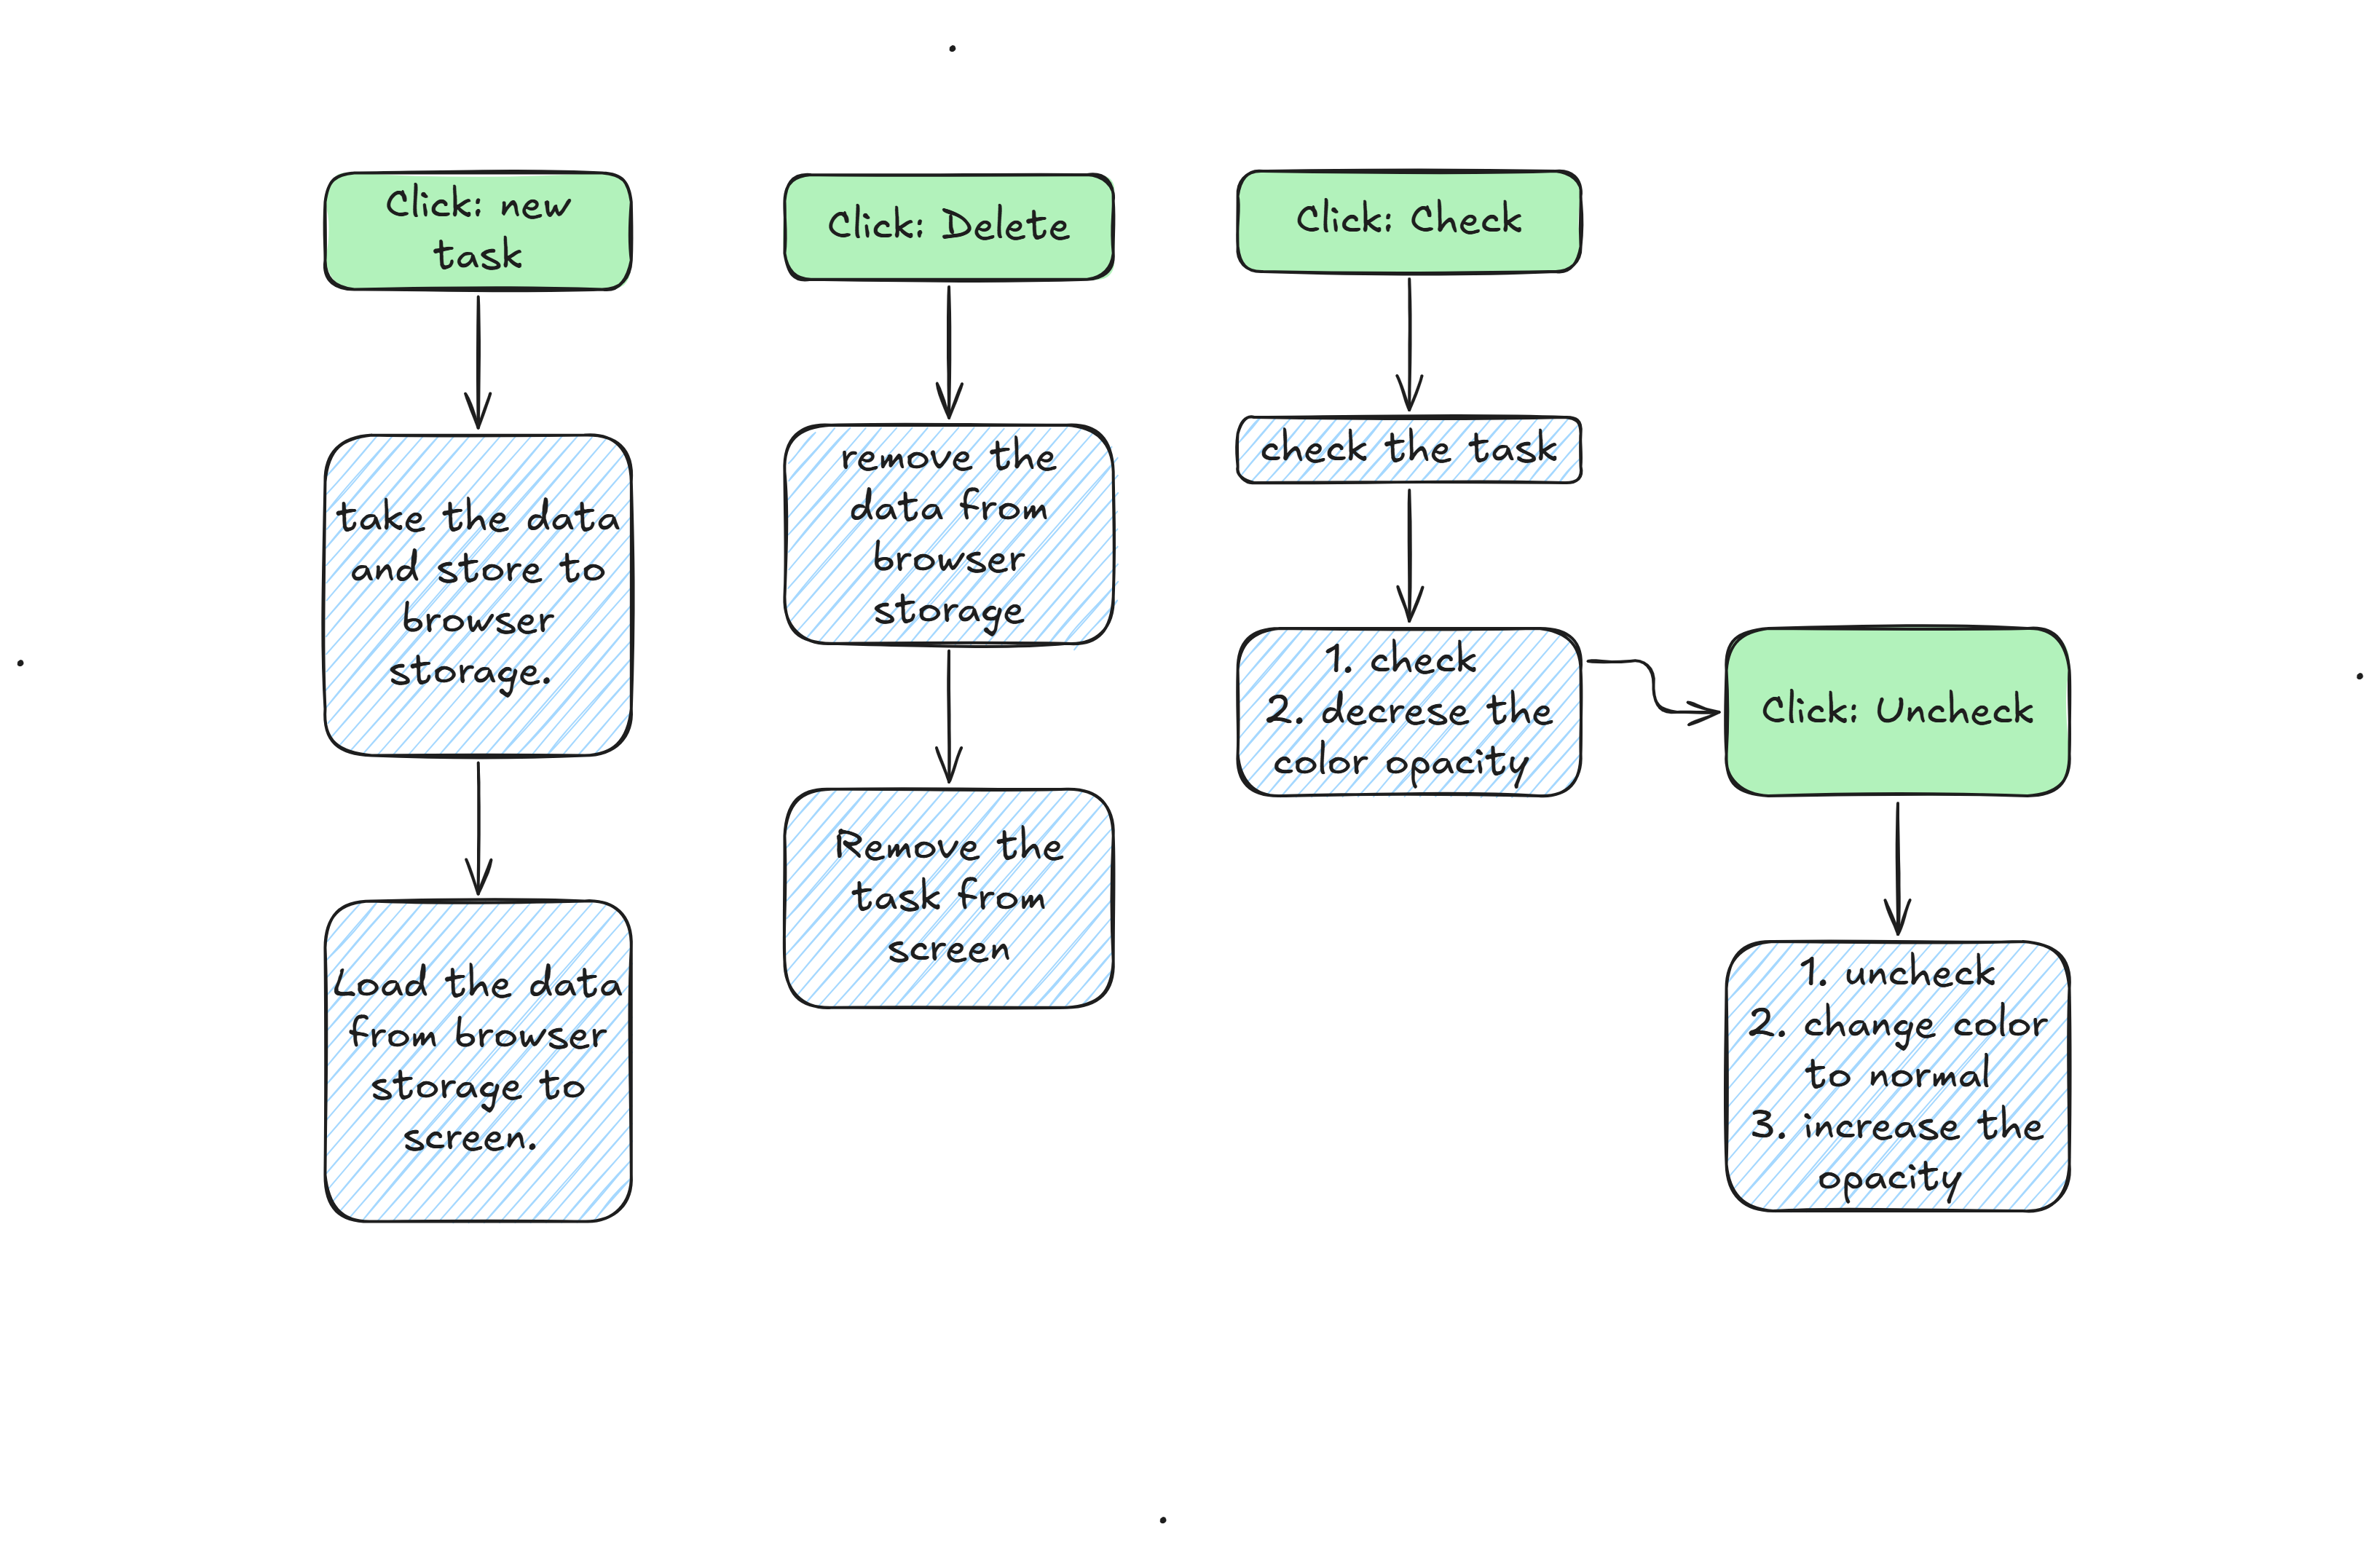 Click: new
task
take the data
and store to
browser
storage.
Load the data
from browser
storage to
screen.
Click: Delete
remove the
data from
browser
storage
Remove the
task from
screen
Click: Check
check the task
1. check
2. decrese the
color opacity
Click: Uncheck
1. uncheck
2. change color
to normal
3. increase the
opacity